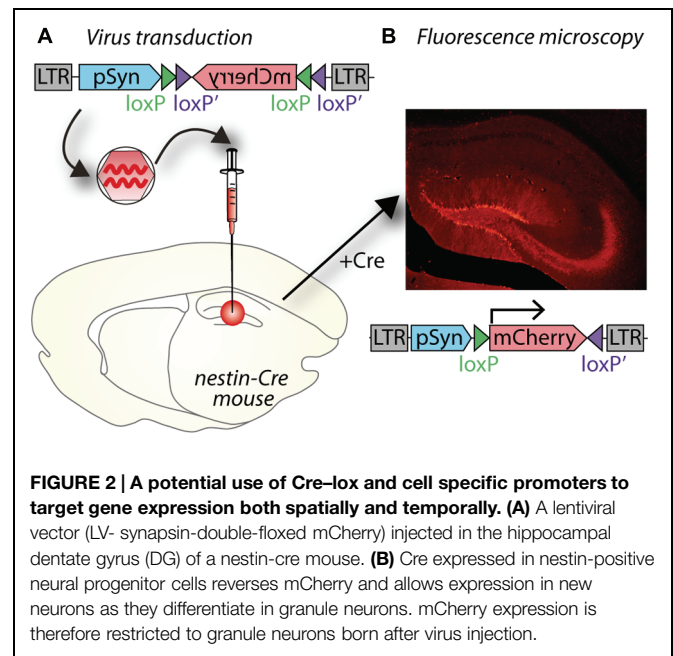 A Virus transduction
LTR pSyn mCherry LTR
loxP loxP' loxP loxP'
nestin-Cre
mouse
+Cre
B Fluorescence microscopy
LTR pSyn mCherry LTR
loxP loxP'
FIGURE 2 | A potential use of Cre–lox and cell specific promoters to
target gene expression both spatially and temporally. (A) A lentiviral
vector (LV- synapsin-double-floxed mCherry) injected in the hippocampal
dentate gyrus (DG) of a nestin-cre mouse. (B) Cre expressed in nestin-positive
neural progenitor cells reverses mCherry and allows expression in new
neurons as they differentiate in granule neurons. mCherry expression is
therefore restricted to granule neurons born after virus injection.